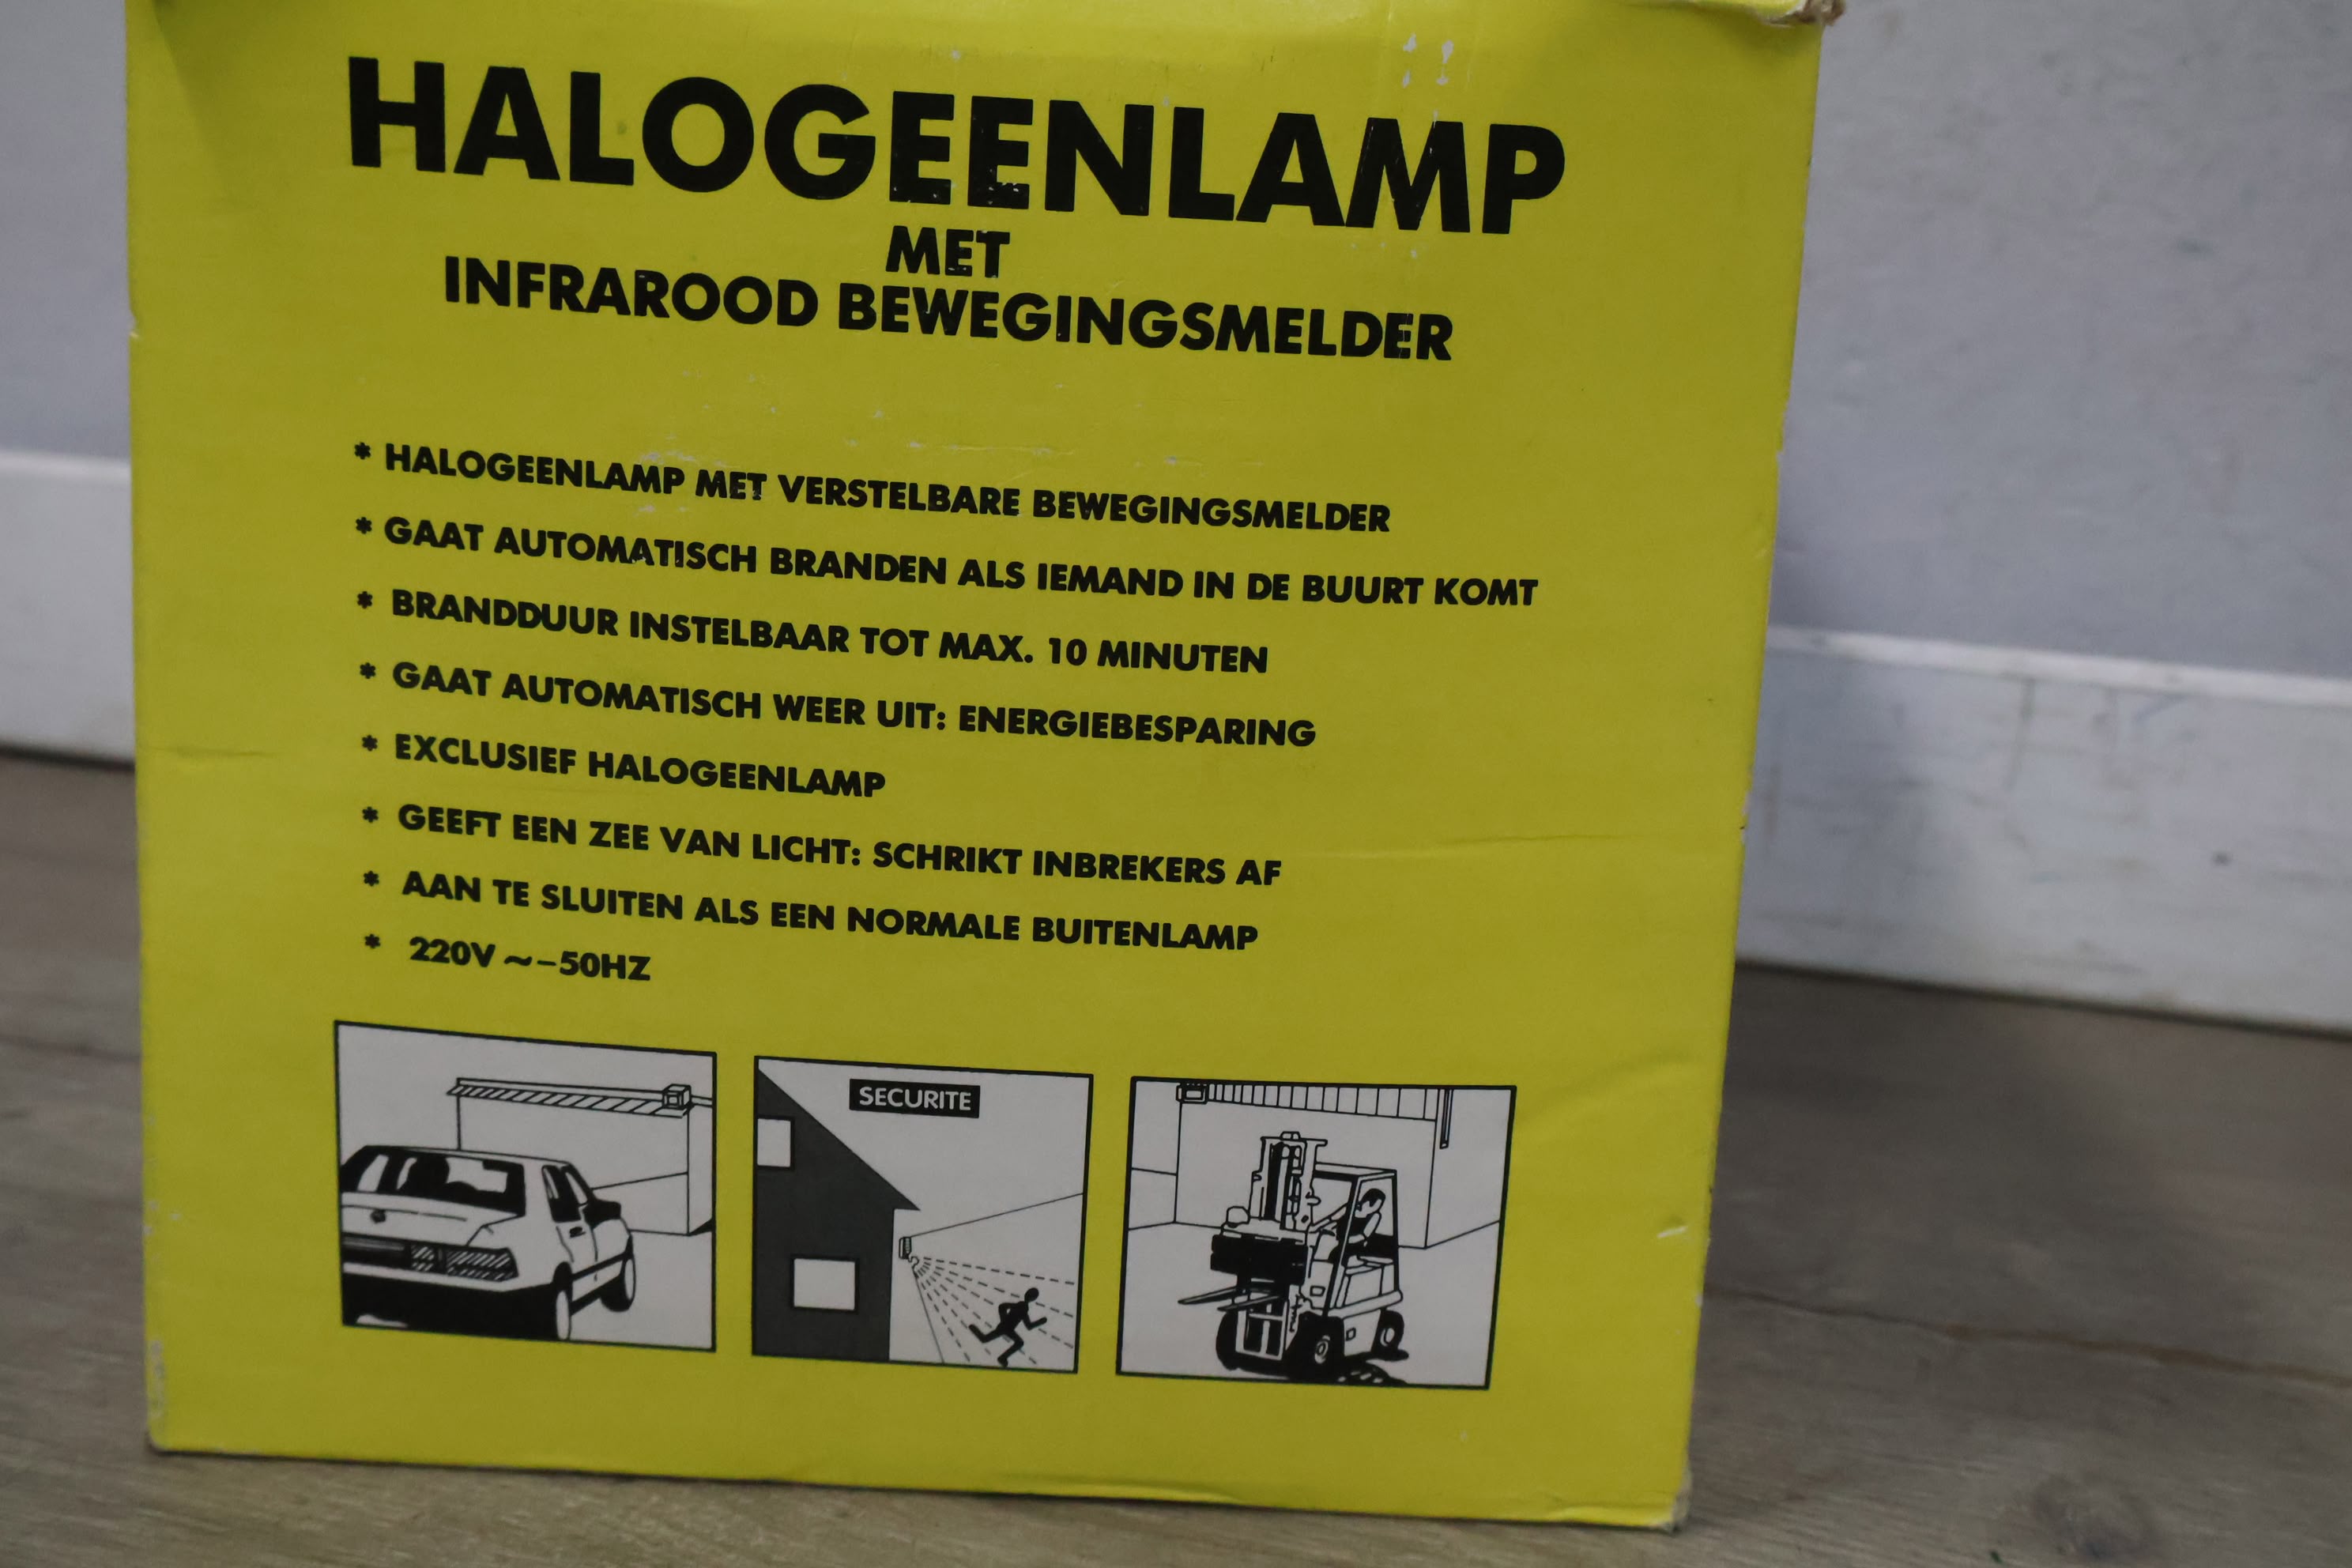 HALOGEENLAMP
MET
INFRAROOD BEWEGINGSMELDER
* HALOGEENLAMP MET VERSTELBARE BEWEGINGSMELDER
* GAAT AUTOMATISCH BRANDEN ALS IEMAND IN DE BUURT KOMT
* BRANDDUUR INSTELBAAR TOT MAX. 10 MINUTEN
* GAAT AUTOMATISCH WEER UIT: ENERGIEBESPARING
* EXCLUSIEF HALOGEENLAMP
* GEEFT EEN ZEE VAN LICHT: SCHRIKT INBREKERS AF
* AAN TE SLUITEN ALS EEN NORMALE BUITENLAMP
* 220V ~–50HZ
SECURITE